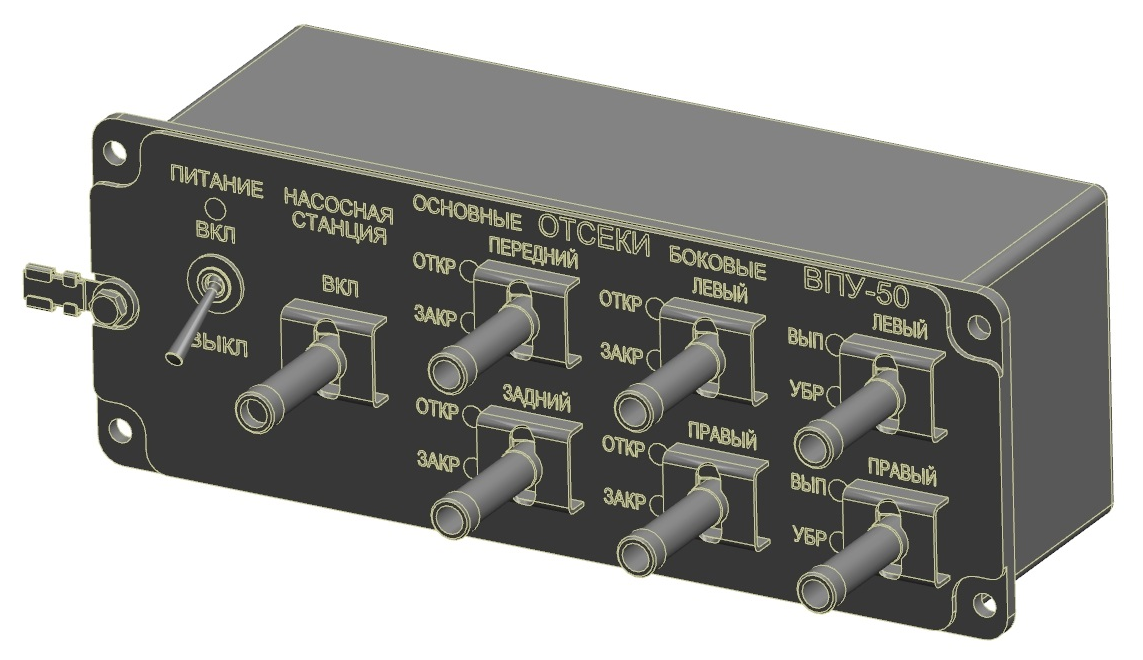 ПИТАНИЕ
ВКЛ
ВЫКЛ
НАСОСНАЯ
СТАНЦИЯ
ВКЛ
ОТСЕКИ
ОСНОВНЫЕ
ПЕРЕДНИЙ
ОТКР
ЗАКР
ЗАДНИЙ
ОТКР
ЗАКР
БОКОВЫЕ
ЛЕВЫЙ
ОТКР
ЗАКР
ПРАВЫЙ
ОТКР
ЗАКР
ВПУ-50
ЛЕВЫЙ
ВЫП
УБР
ПРАВЫЙ
ВЫП
УБР